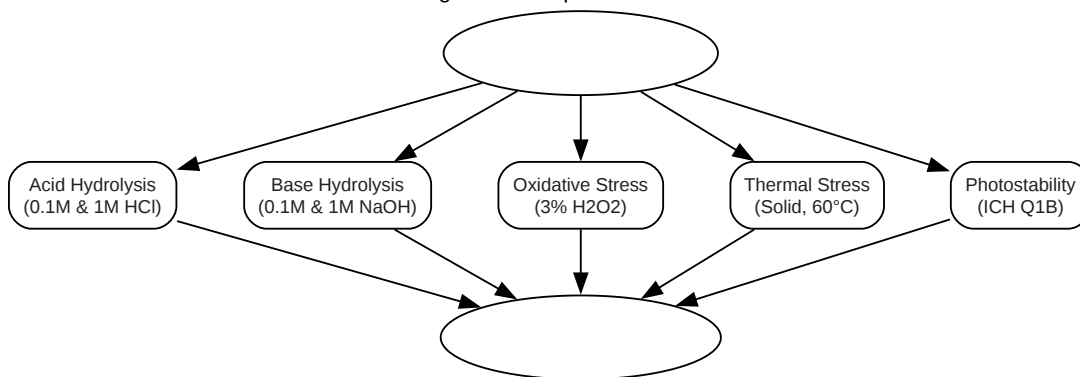 Acid Hydrolysis
(0.1M & 1M HCl)
Base Hydrolysis
(0.1M & 1M NaOH)
Oxidative Stress
(3% H2O2)
Thermal Stress
(Solid, 60°C)
Photostability
(ICH Q1B)